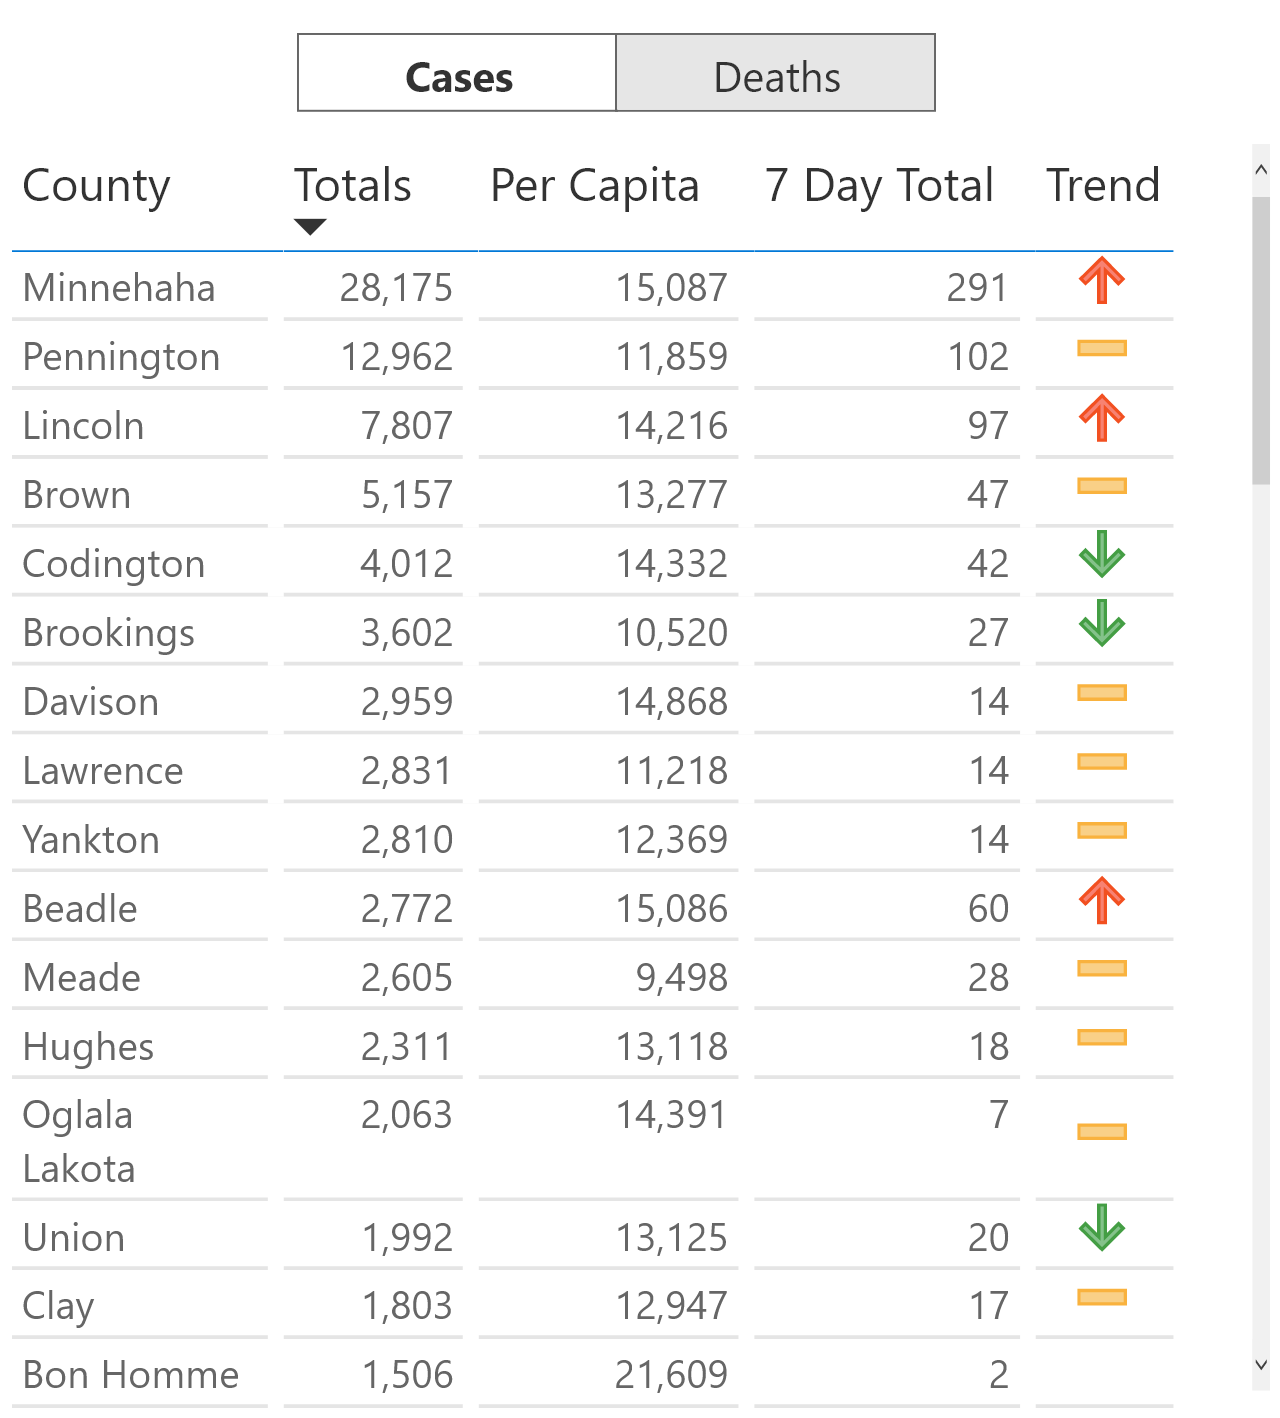 Cases Deaths
County Totals Per Capita 7 Day Total Trend
Minnehaha 28,175 15,087 291
Pennington 12,962 11,859 102
Lincoln 7,807 14,216 97
Brown 5,157 13,277 47
Codington 4,012 14,332 42
Brookings 3,602 10,520 27
Davison 2,959 14,868 14
Lawrence 2,831 11,218 14
Yankton 2,810 12,369 14
Beadle 2,772 15,086 60
Meade 2,605 9,498 28
Hughes 2,311 13,118 18
Oglala 2,063 14,391 7
Lakota
Union 1,992 13,125 20
Clay 1,803 12,947 17
Bon Homme 1,506 21,609 2